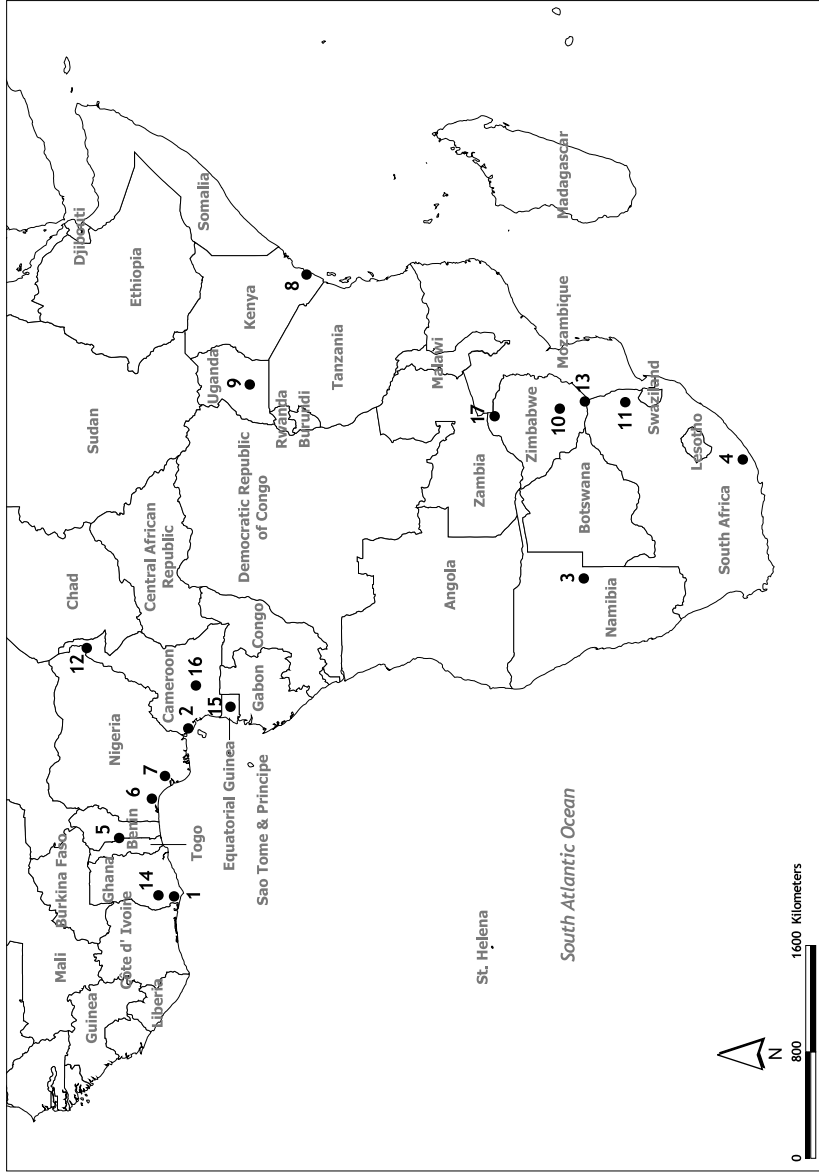 Djibouti
Ethiopia
Somalia
Sudan
Chad
Central African
Republic
Nigeria
Cameroon
Burkina Faso
Mali
Guinea
Liberia
Côte d' Ivoire
Ghana
Benin
Togo
Equatorial Guinea
Sao Tome & Principe
Gabon
Congo
Democratic Republic
of Congo
Uganda
Kenya
Rwanda
Burundi
Tanzania
Malawi
Angola
Zambia
Zimbabwe
Mozambique
Madagascar
Botswana
Namibia
South Africa
Swaziland
Lesotho
St. Helena
South Atlantic Ocean
12
5
6
7
14
1
2
16
15
9
8
17
10
13
11
3
4
N
0 800 1600 Kilometers